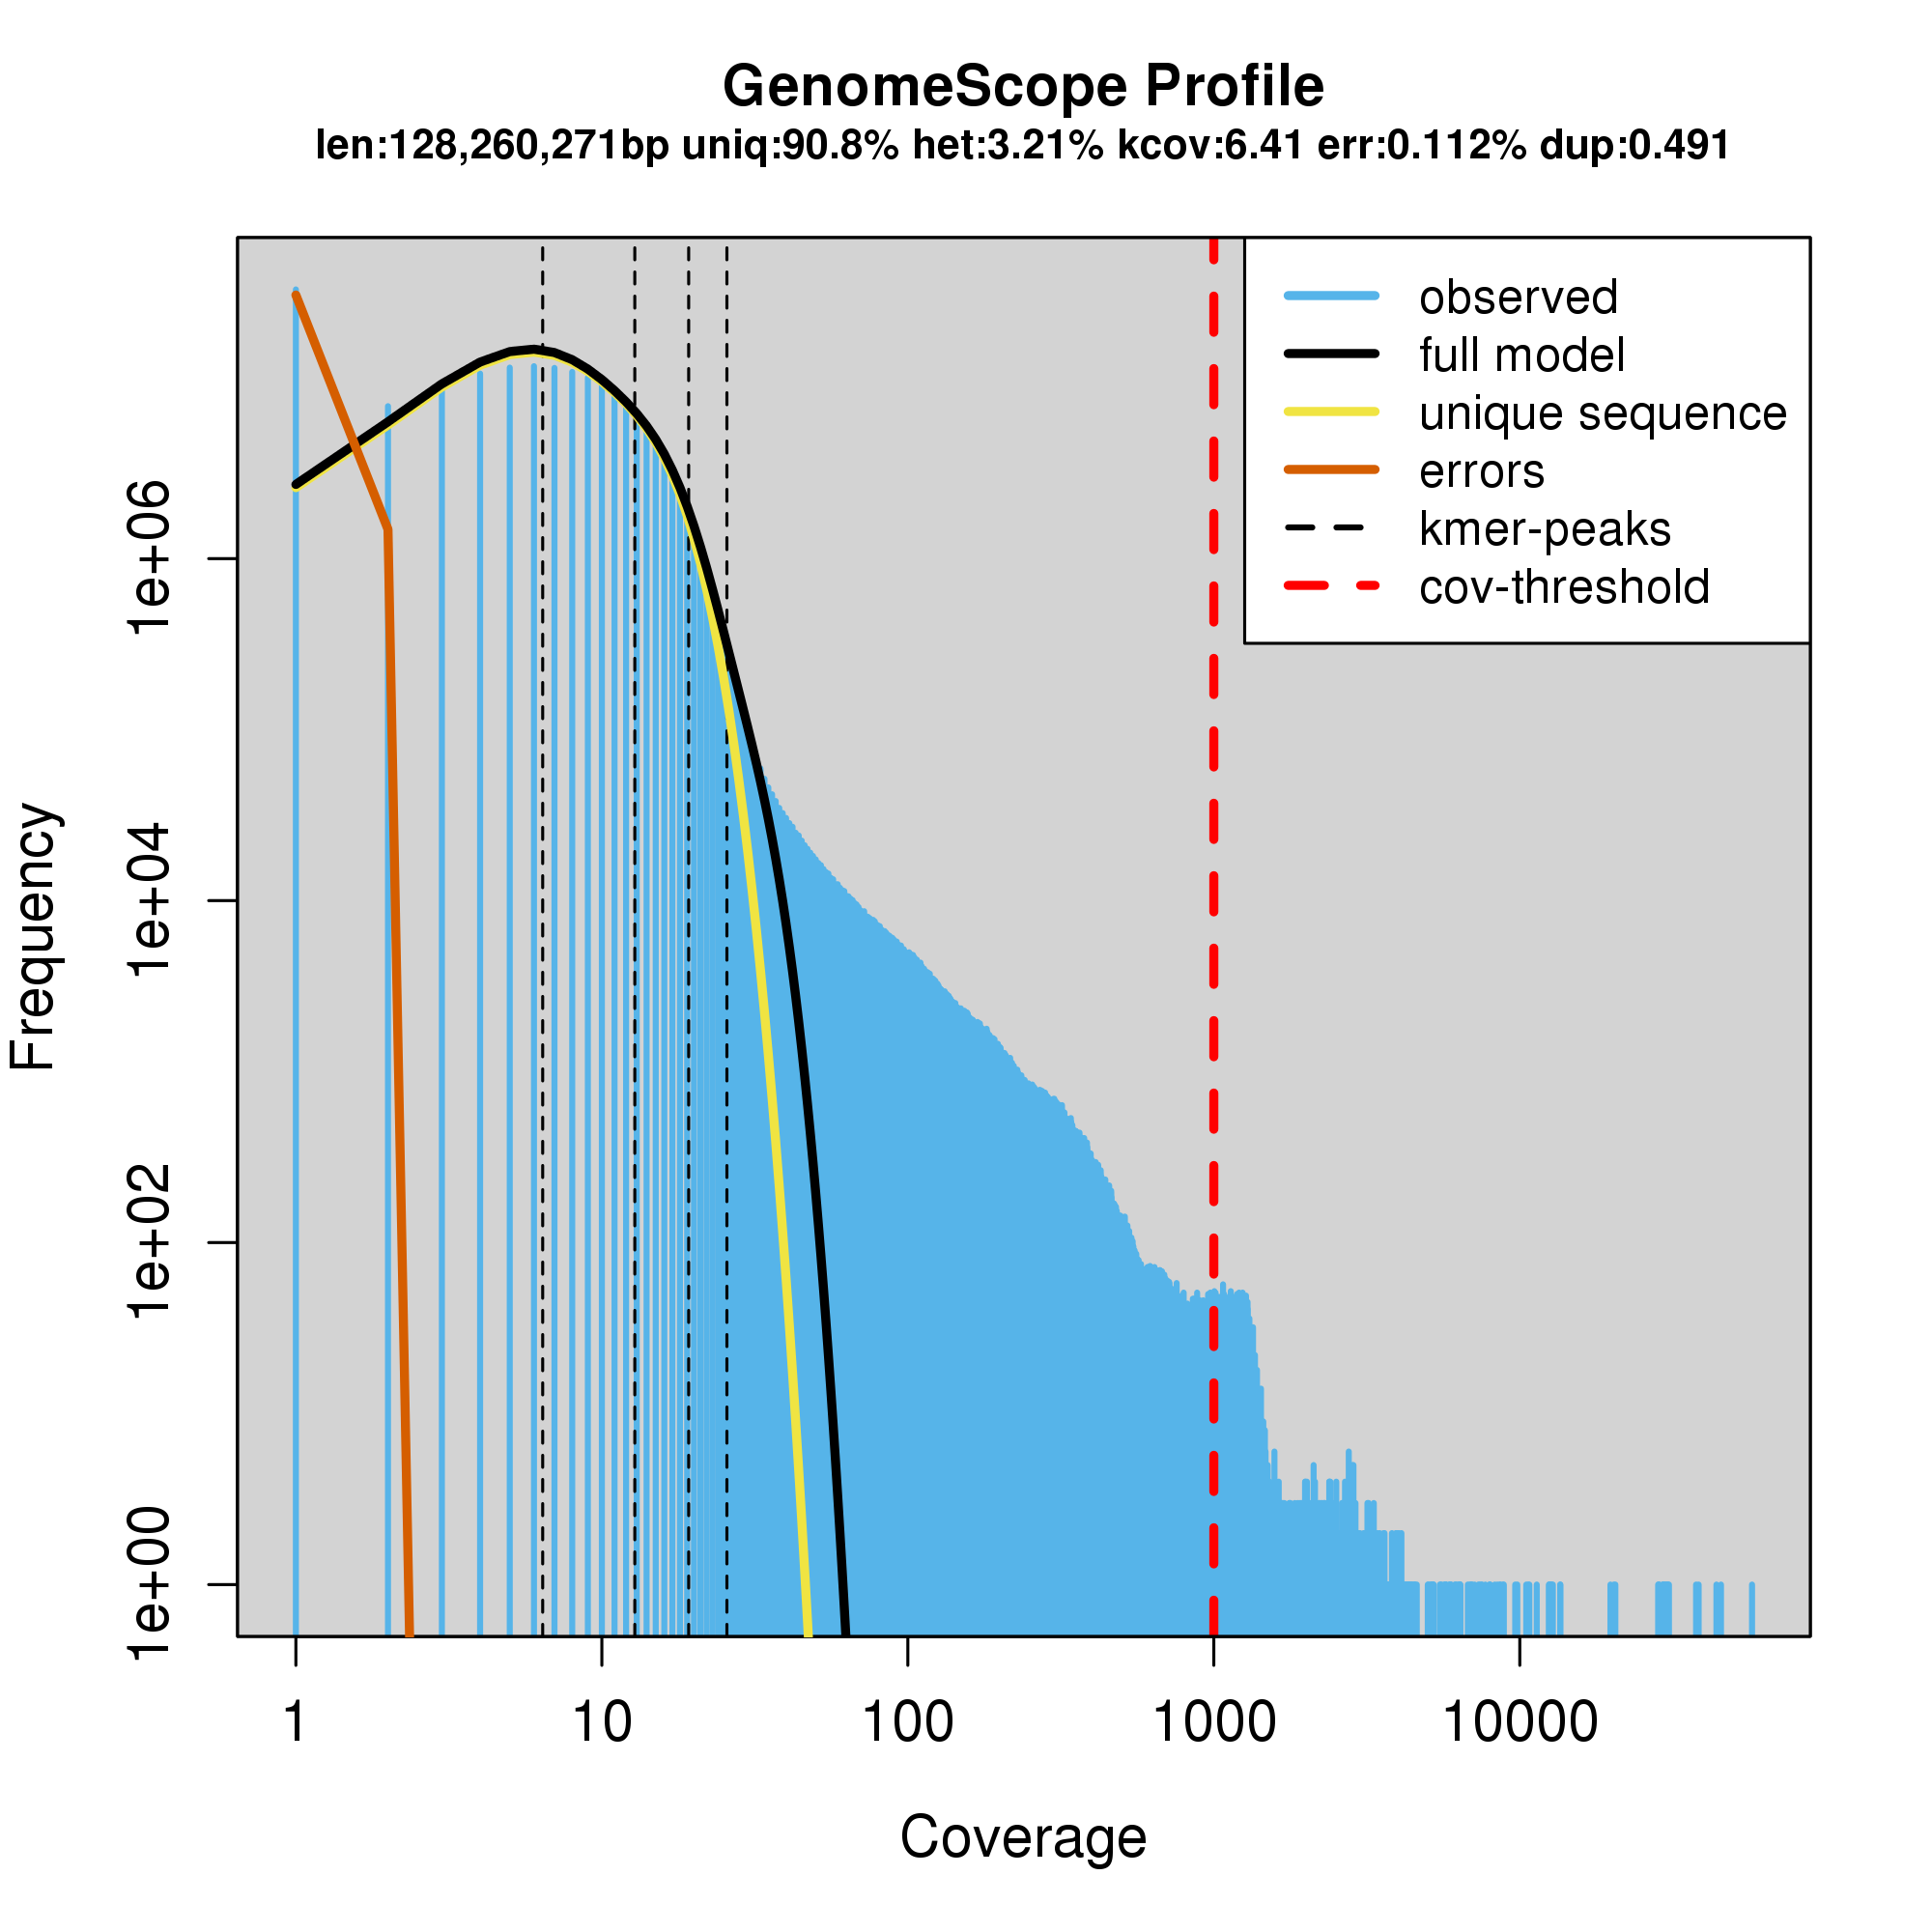 GenomeScope Profile
len:128,260,271bp uniq:90.8% het:3.21% kcov:6.41 err:0.112% dup:0.491
observed
full model
unique sequence
errors
kmer-peaks
cov-threshold
Frequency
1e+06
1e+04
1e+02
1e+00
1 10 100 1000 10000
Coverage